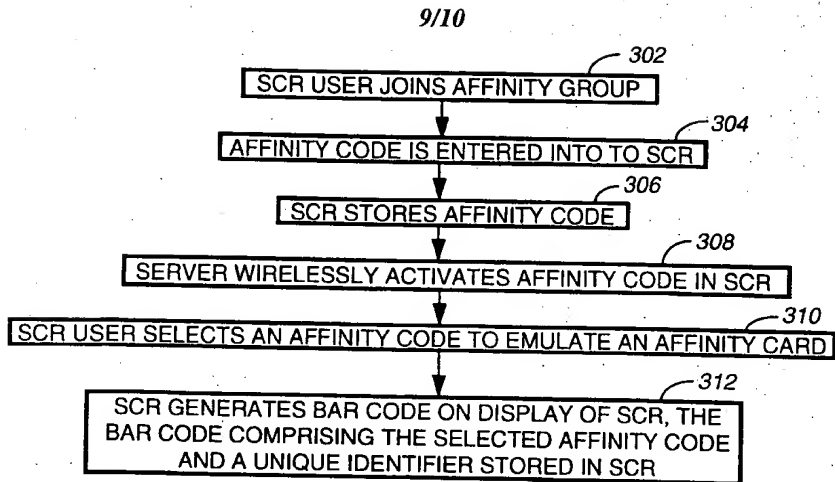 9/10
302
SCR USER JOINS AFFINITY GROUP
304
AFFINITY CODE IS ENTERED INTO TO SCR
306
SCR STORES AFFINITY CODE
308
SERVER WIRELESSLY ACTIVATES AFFINITY CODE IN SCR
310
SCR USER SELECTS AN AFFINITY CODE TO EMULATE AN AFFINITY CARD
312
SCR GENERATES BAR CODE ON DISPLAY OF SCR, THE
BAR CODE COMPRISING THE SELECTED AFFINITY CODE
AND A UNIQUE IDENTIFIER STORED IN SCR